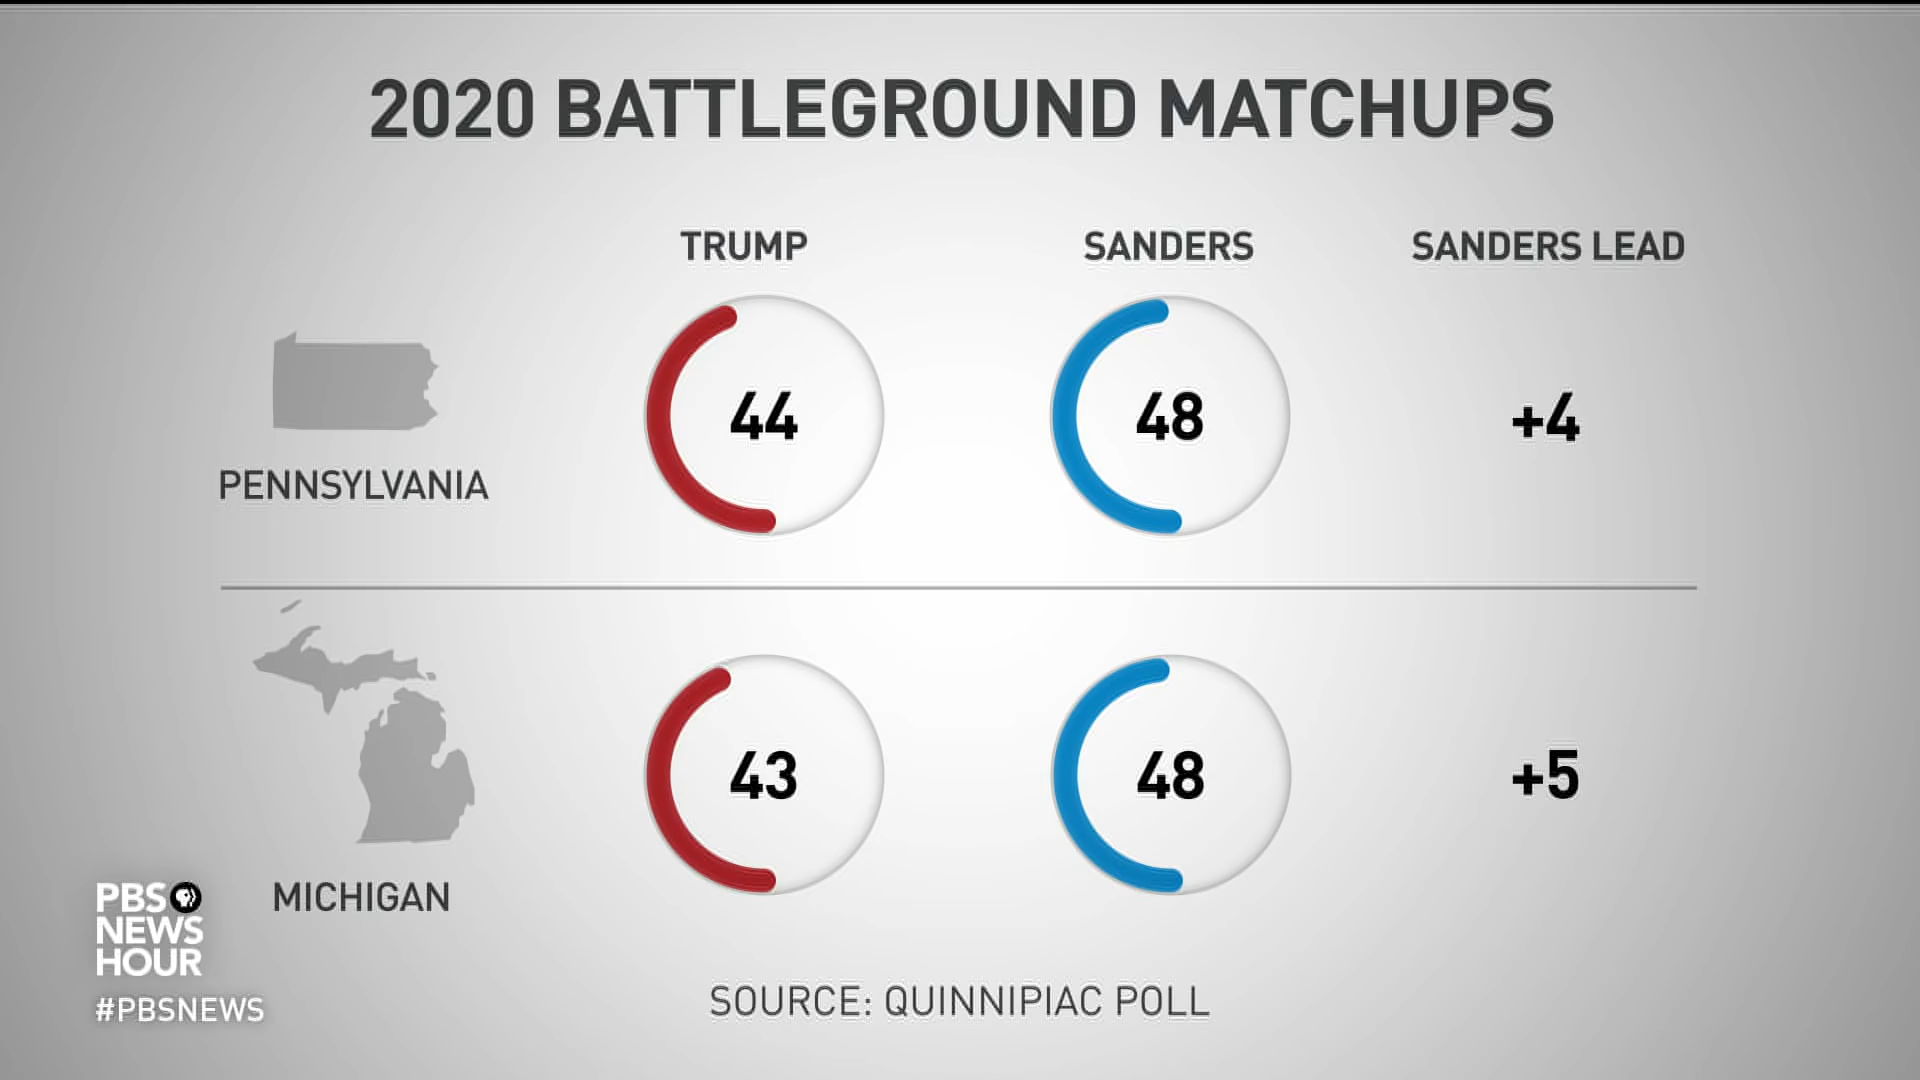 2020 BATTLEGROUND MATCHUPS
TRUMP SANDERS SANDERS LEAD
44 48 +4
PENNSYLVANIA
43 48 +5
MICHIGAN
PBS
NEWS
HOUR
#PBSNEWS
SOURCE: QUINNIPIAC POLL